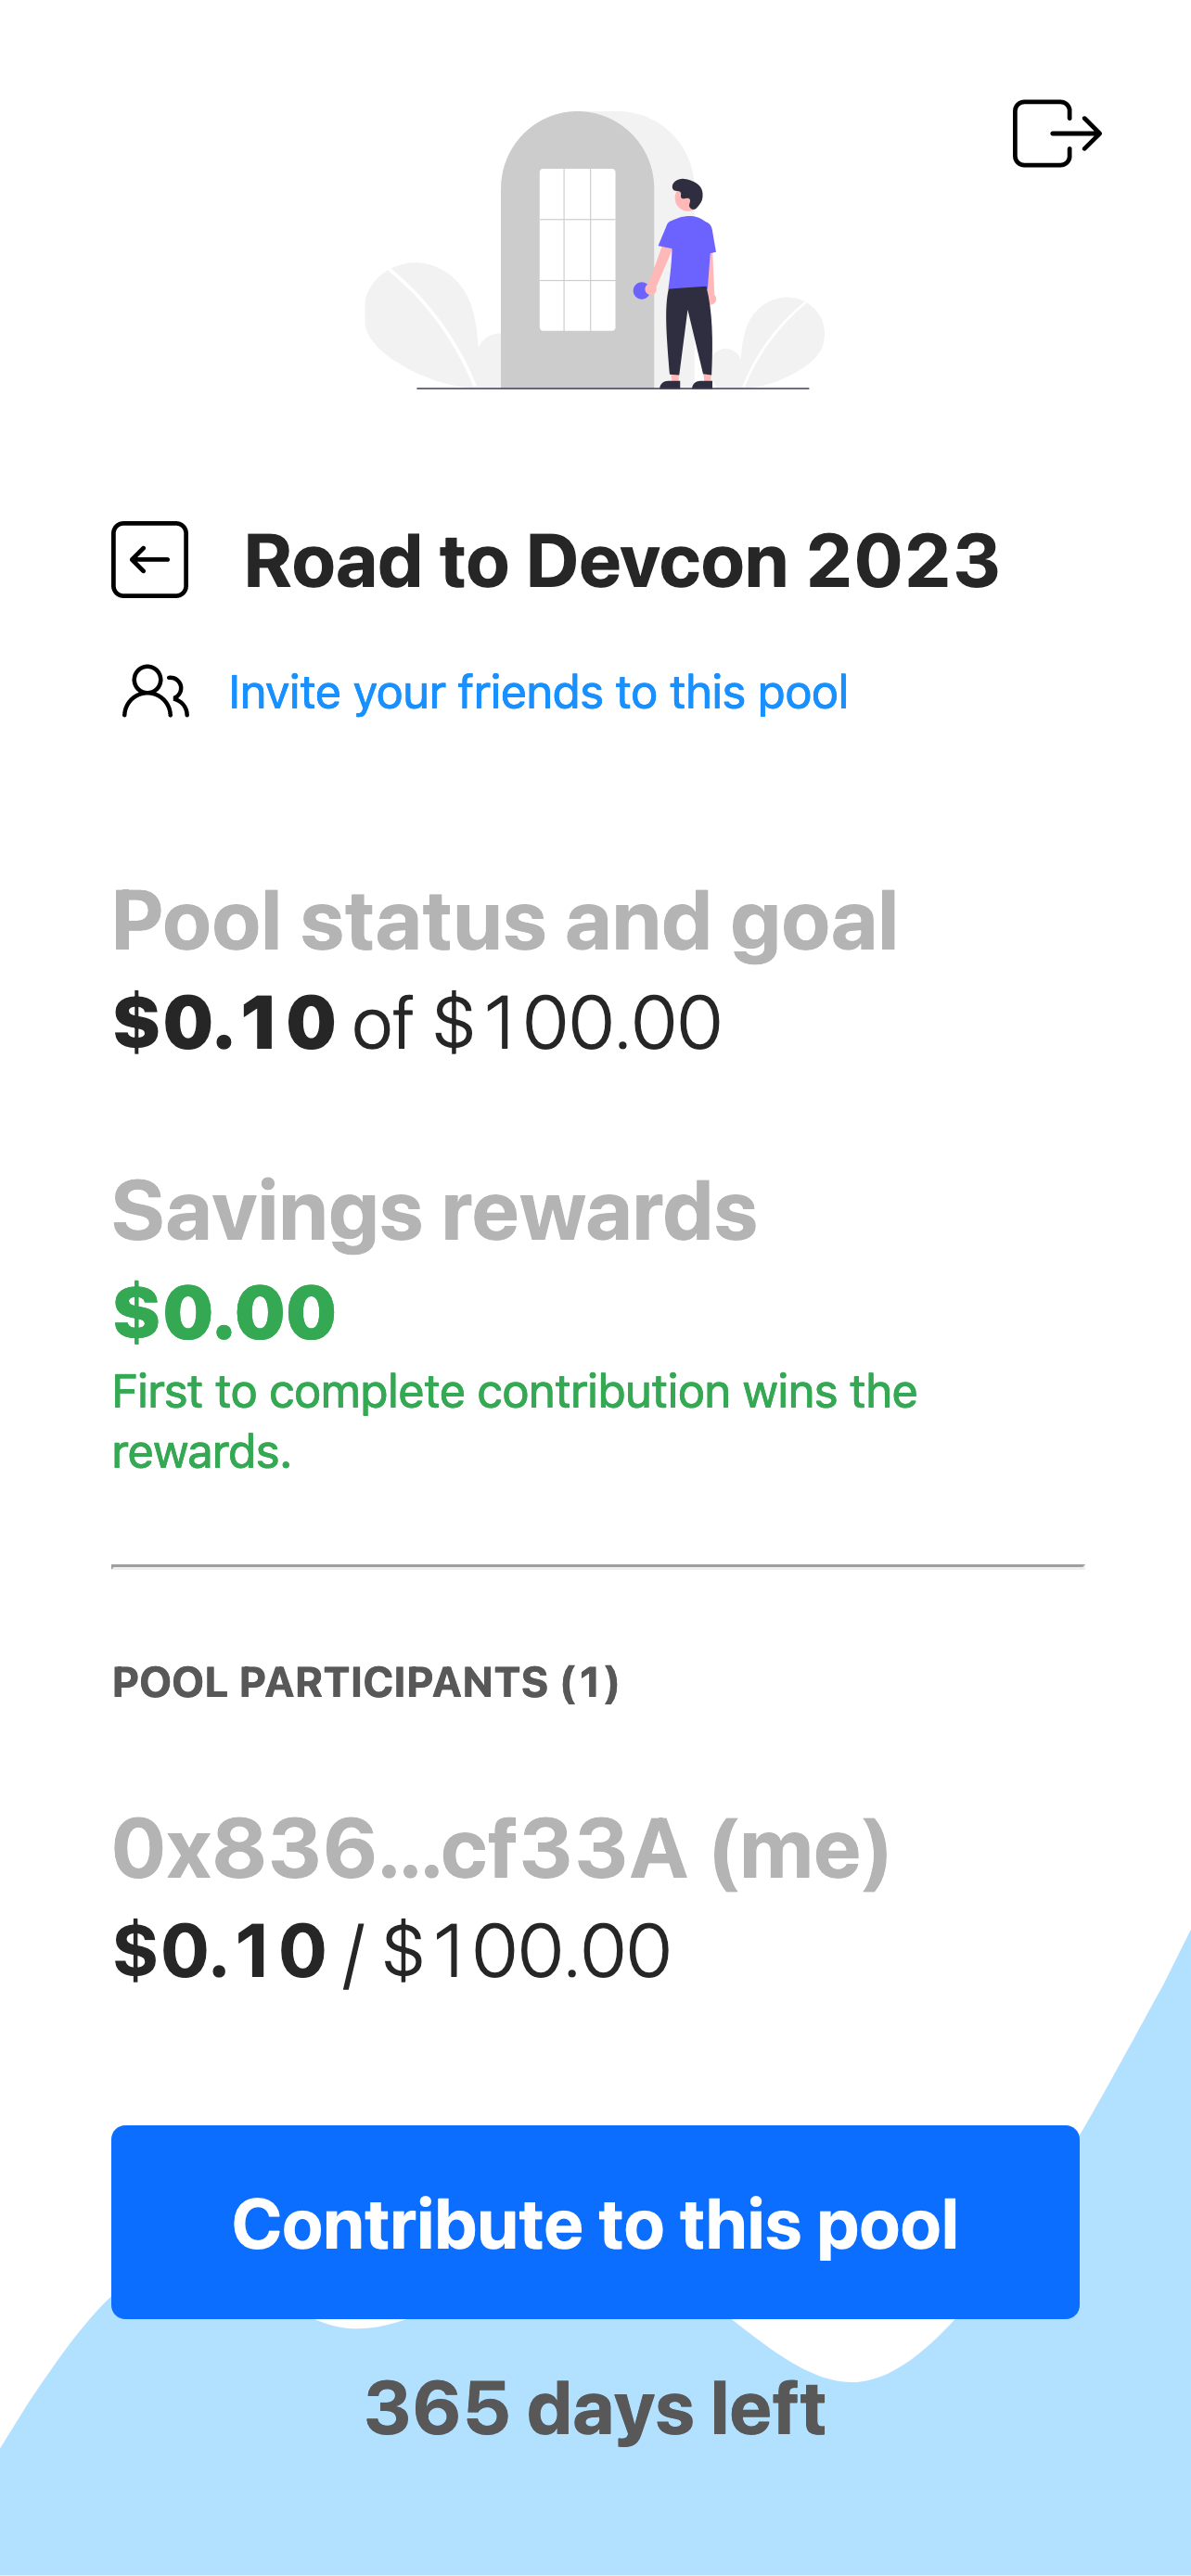 Road to Devcon 2023
Invite your friends to this pool
Pool status and goal
$0.10 of $100.00
Savings rewards
$0.00
First to complete contribution wins the
rewards.
POOL PARTICIPANTS (1)
0x836...cf33A (me)
$0.10 / $100.00
Contribute to this pool
365 days left